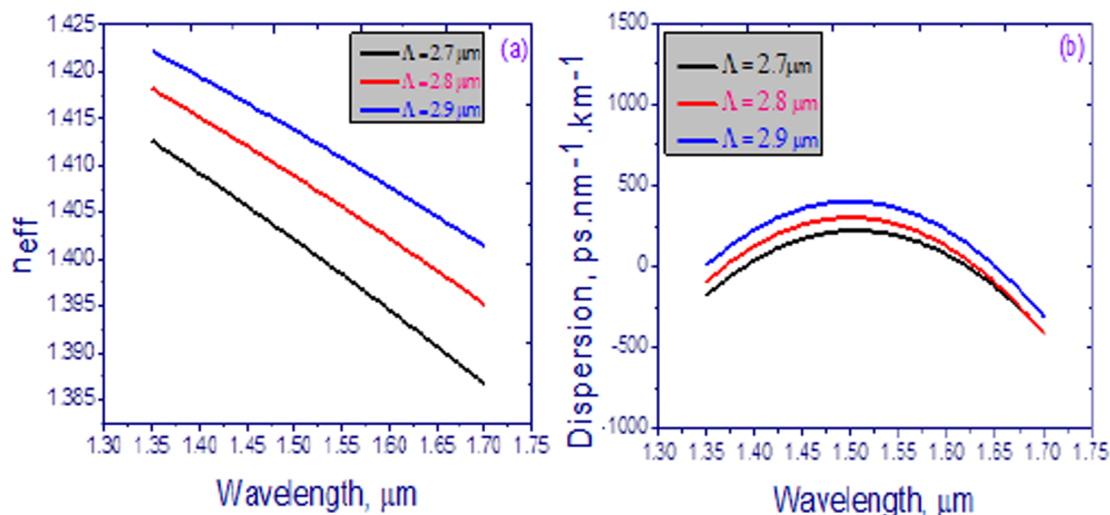 (a)
Λ = 2.7 μm
Λ = 2.8 μm
Λ = 2.9 μm
1.425
1.420
1.415
1.410
1.405
1.400
1.395
1.390
1.385
neff
1.30 1.35 1.40 1.45 1.50 1.55 1.60 1.65 1.70 1.75
Wavelength, μm
(b)
Λ = 2.7μm
Λ = 2.8 μm
Λ = 2.9 μm
1500
1000
500
0
-500
-1000
Dispersion, ps.nm-1.km-1
1.30 1.35 1.40 1.45 1.50 1.55 1.60 1.65 1.70 1.75
Wavelength, μm